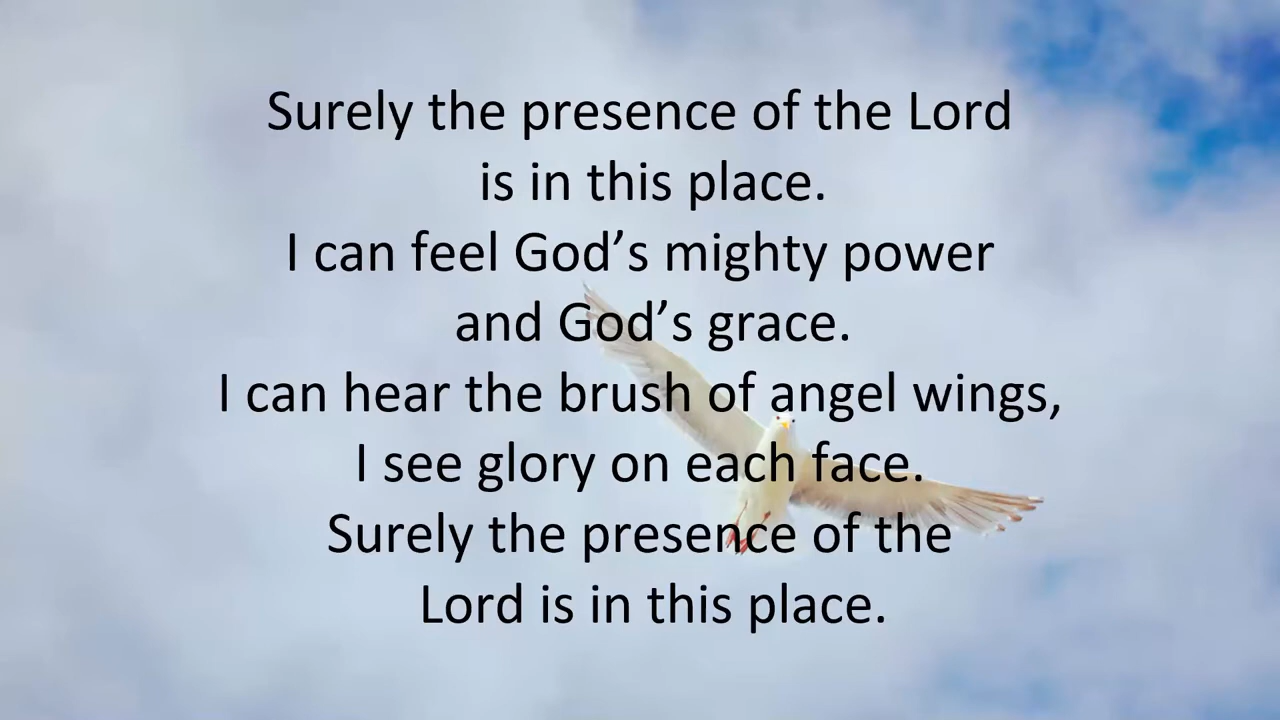 Surely the presence of the Lord
is in this place.
I can feel God’s mighty power
and God’s grace.
I can hear the brush of angel wings,
I see glory on each face.
Surely the presence of the
Lord is in this place.